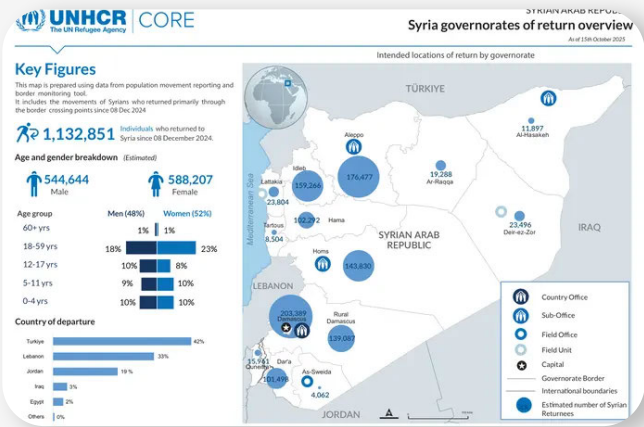 UNHCR
The UN Refugee Agency
CORE
SYRIAN ARAB REPUBLIC
Syria governorates of return overview
As of 15th October 2025
Key Figures
This map is prepared using data from population movement reporting and
border monitoring tool.
It includes the movements of Syrians who returned primarily through
the border crossing points since 08 Dec 2024
1,132,851 Individuals who returned to
Syria since 08 December 2024.
Age and gender breakdown (Estimated)
544,644 Male
588,207 Female
Age group Men (48%) Women (52%)
60+ yrs 1% 1%
18-59 yrs 18% 23%
12-17 yrs 10% 8%
5-11 yrs 9% 10%
0-4 yrs 10% 10%
Country of departure
Turkiye 42%
Lebanon 33%
Jordan 19 %
Iraq 3%
Egypt 2%
Others 0%
Intended locations of return by governorate
TÜRKIYE
11,897
Al-Hasakeh
Aleppo
176,477
19,288
Ar-Raqqa
Idleb
159,266
Lattakia
23,804
Mediterranean Sea
102,292
Hama
Tartous
8,504
SYRIAN ARAB
REPUBLIC
23,496
Deir-ez-Zor
IRAQ
Homs
143,830
LEBANON
203,389
Damascus
Rural
Damascus
139,087
15,961
Quneitra
Dar'a
101,498
As-Sweida
4,062
JORDAN
Country Office
Sub-Office
Field Office
Field Unit
Capital
Governorate Border
International boundaries
Estimated number of Syrian
Returnees